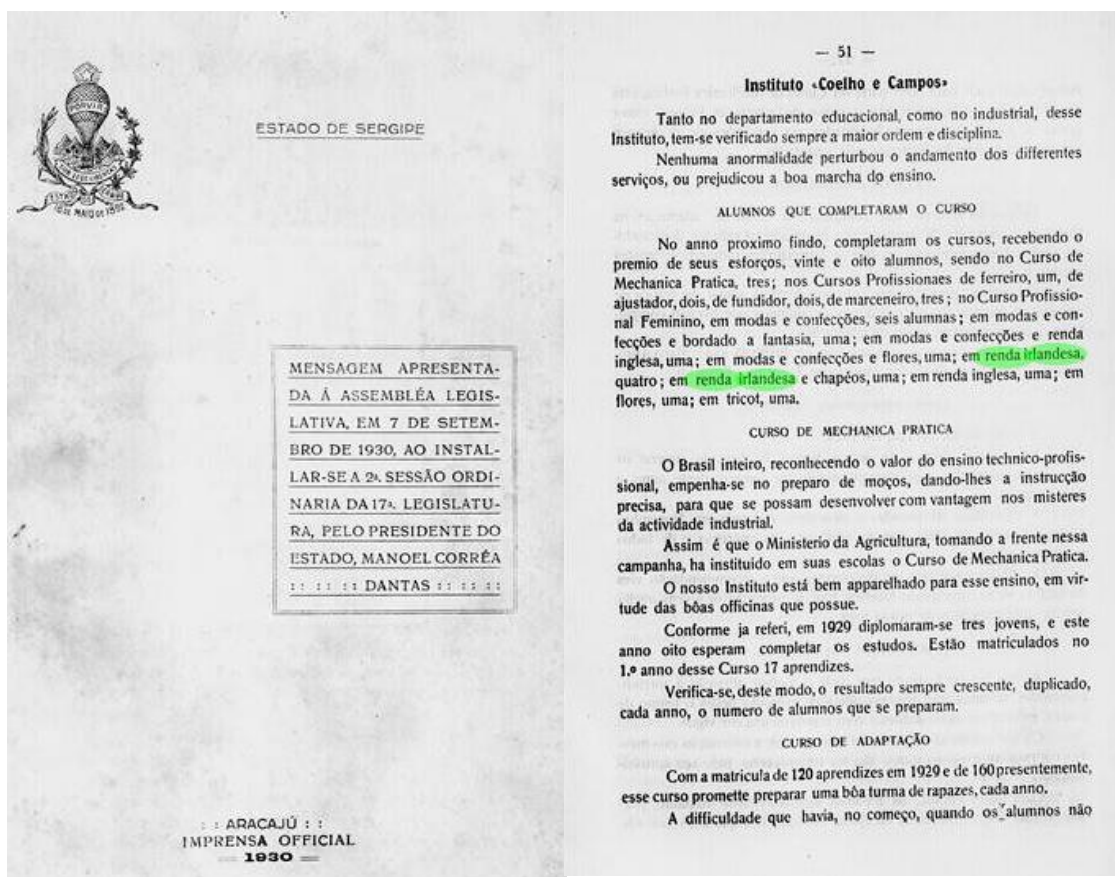 PORVIR
18 DE MAIO DE 1892
ESTADO DE SERGIPE
MENSAGEM APRESENTA-
DA Á ASSEMBLÉA LEGIS-
LATIVA, EM 7 DE SETEM-
BRO DE 1930, AO INSTAL-
LAR-SE A 2ª. SESSÃO ORDI-
NARIA DA 17ª. LEGISLATU-
RA, PELO PRESIDENTE DO
ESTADO, MANOEL CORRÊA
:: :: :: DANTAS :: :: ::
: : ARACAJÚ : :
IMPRENSA OFFICIAL
— 1930 —
— 51 —
Instituto «Coelho e Campos»
Tanto no departamento educacional, como no industrial, desse
Instituto, tem-se verificado sempre a maior ordem e disciplina.
Nenhuma anormalidade perturbou o andamento dos differentes
serviços, ou prejudicou a boa marcha do ensino.
ALUMNOS QUE COMPLETARAM O CURSO
No anno proximo findo, completaram os cursos, recebendo o
premio de seus esforços, vinte e oito alumnos, sendo no Curso de
Mechanica Pratica, tres; nos Cursos Profissionaes de ferreiro, um, de
ajustador, dois, de fundidor, dois, de marceneiro, tres; no Curso Profissio-
nal Feminino, em modas e confecções, seis alumnas; em modas e con-
fecções e bordado a fantasia, uma; em modas e confecções e renda
inglesa, uma; em modas e confecções e flores, uma; em renda irlandesa,
quatro; em renda irlandesa e chapéos, uma; em renda inglesa, uma; em
flores, uma; em tricot, uma.
CURSO DE MECHANICA PRATICA
O Brasil inteiro, reconhecendo o valor do ensino technico-profis-
sional, empenha-se no preparo de moços, dando-lhes a instrucção
precisa, para que se possam desenvolver com vantagem nos misteres
da actividade industrial.
Assim é que o Ministerio da Agricultura, tomando a frente nessa
campanha, ha instituido em suas escolas o Curso de Mechanica Pratica.
O nosso Instituto está bem apparelhado para esse ensino, em vir-
tude das bôas officinas que possue.
Conforme ja referi, em 1929 diplomaram-se tres jovens, e este
anno oito esperam completar os estudos. Estão matriculados no
1.º anno desse Curso 17 aprendizes.
Verifica-se, deste modo, o resultado sempre crescente, duplicado,
cada anno, o numero de alumnos que se preparam.
CURSO DE ADAPTAÇÃO
Com a matricula de 120 aprendizes em 1929 e de 160 presentemente,
esse curso promette preparar uma bôa turma de rapazes, cada anno.
A difficuldade que havia, no começo, quando os alumnos não